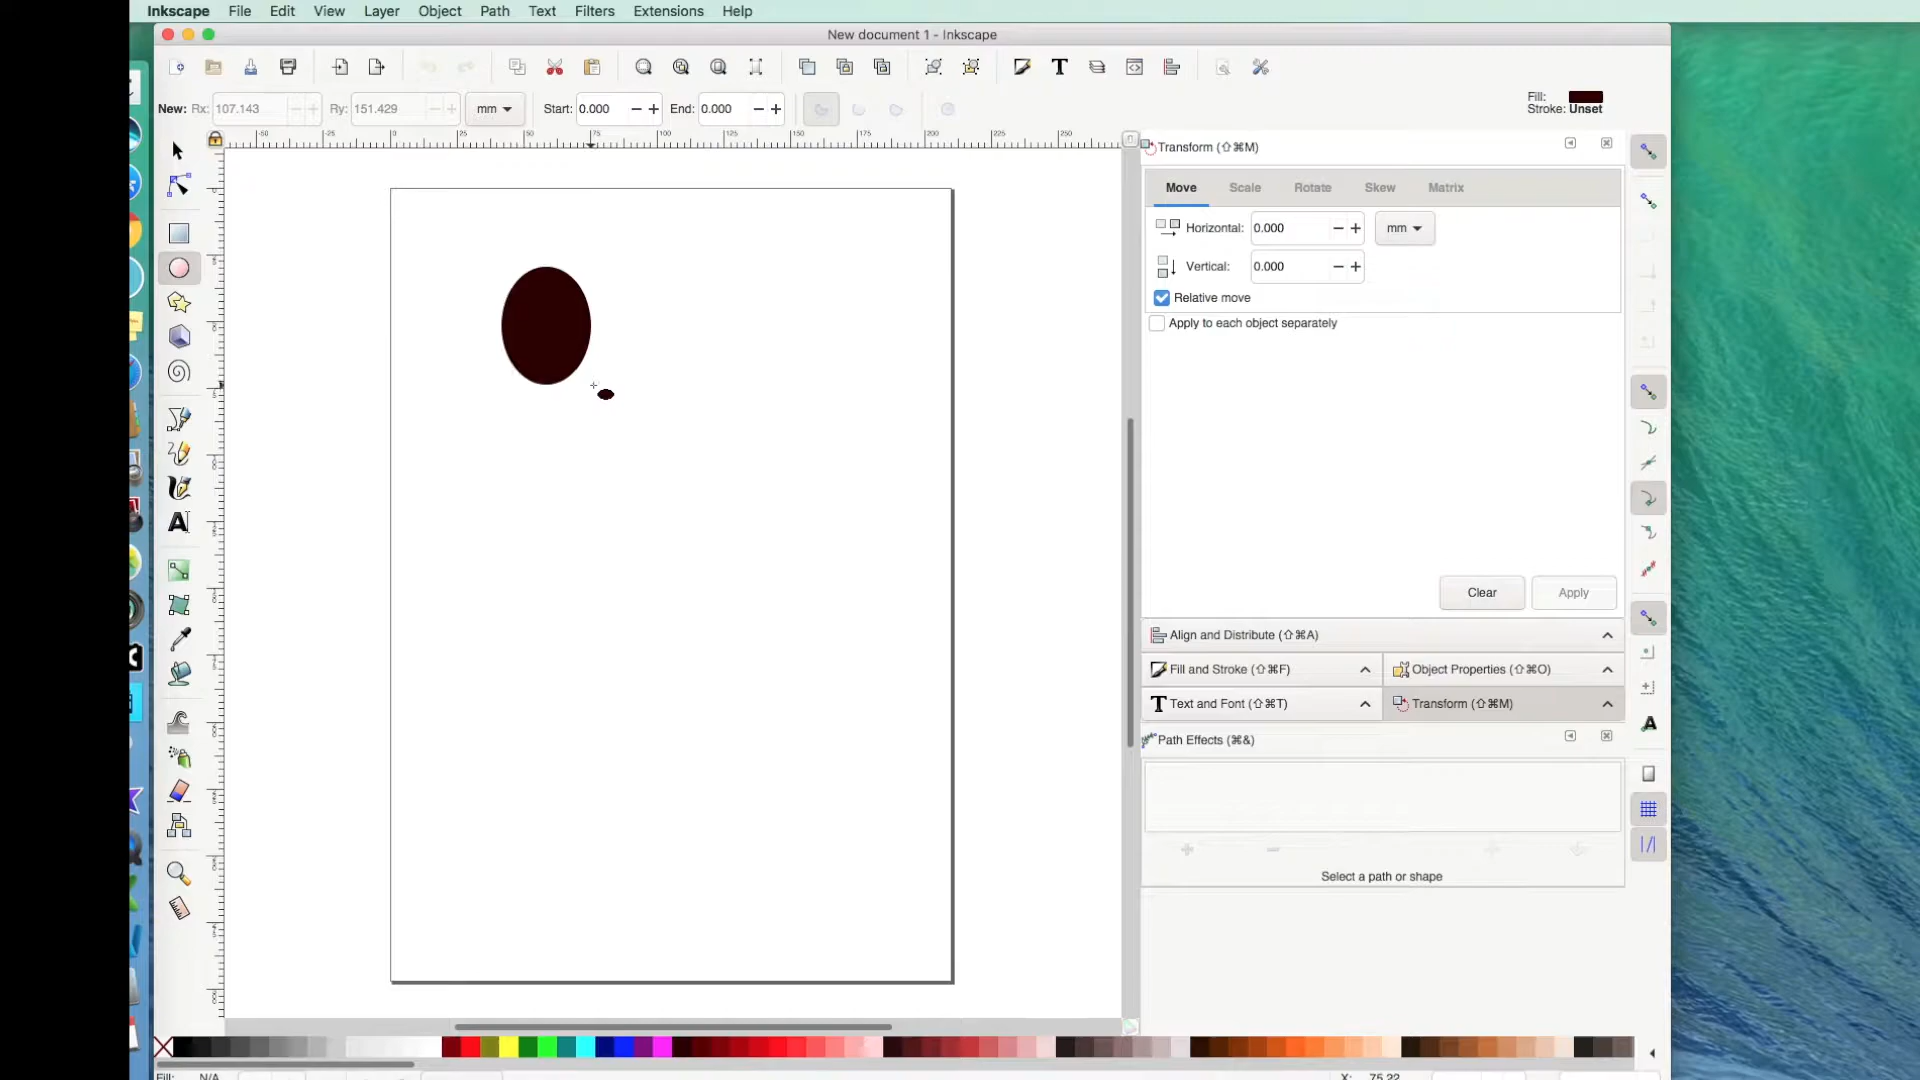 Inkscape File Edit View Layer Object Path Text Filters Extensions Help
New document 1 - Inkscape
New: Rx: 107.143 Ry: 151.429 mm Start: 0.000 End: 0.000
Fill:
Stroke: Unset
Transform (⇧⌘M)
Move Scale Rotate Skew Matrix
Horizontal: 0.000 mm
Vertical: 0.000
Relative move
Apply to each object separately
Clear Apply
Align and Distribute (⇧⌘A)
Fill and Stroke (⇧⌘F) Object Properties (⇧⌘O)
Text and Font (⇧⌘T) Transform (⇧⌘M)
Path Effects (⌘&)
Select a path or shape
Fill: N/A X: 75.22